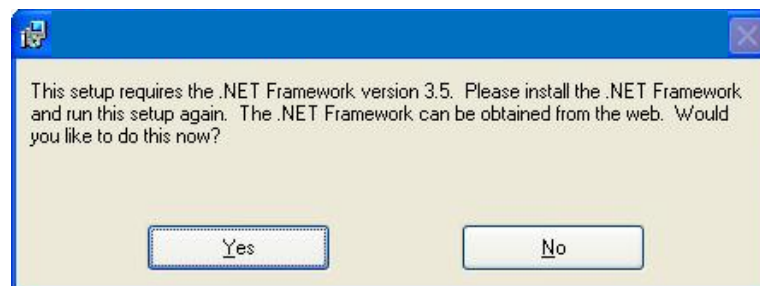 This setup requires the .NET Framework version 3.5.  Please install the .NET Framework
and run this setup again.  The .NET Framework can be obtained from the web.  Would
you like to do this now?
Yes
No